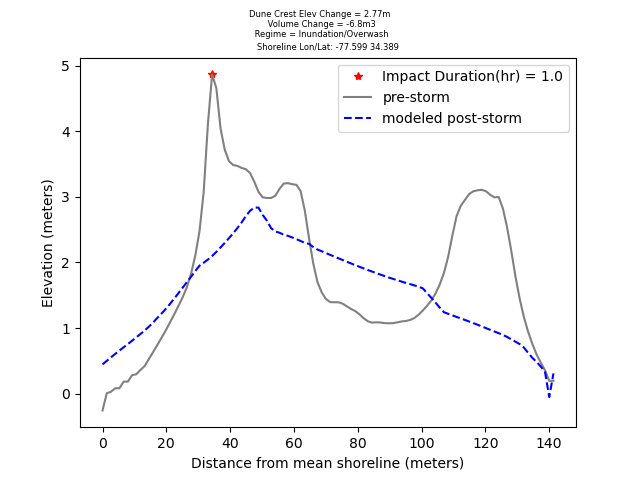 Dune Crest Elev Change = 2.77m
Volume Change = -6.8m3
Regime = Inundation/Overwash
Shoreline Lon/Lat: -77.599 34.389
Impact Duration(hr) = 1.0
pre-storm
modeled post-storm
Elevation (meters)
5
4
3
2
1
0
0 20 40 60 80 100 120 140
Distance from mean shoreline (meters)